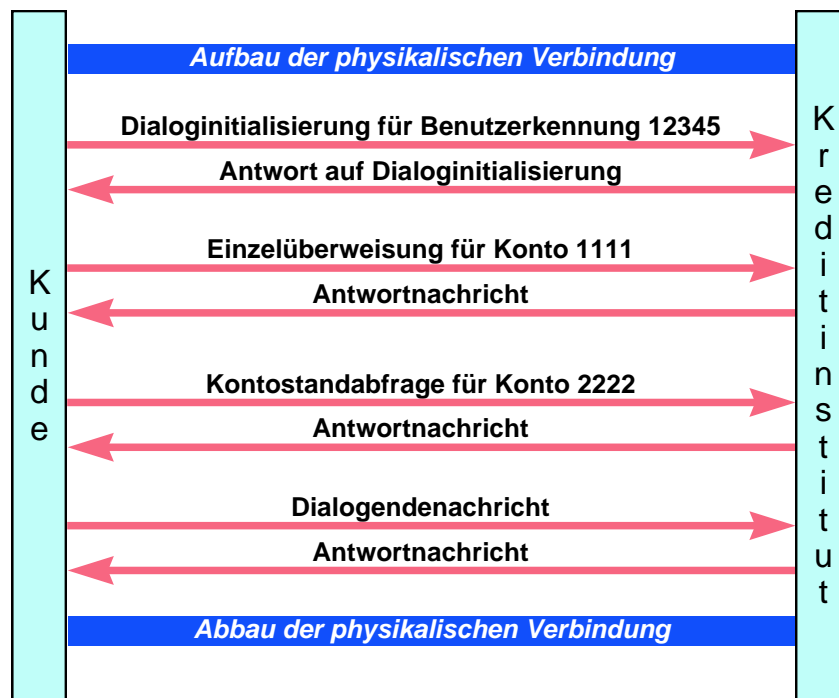 Aufbau der physikalischen Verbindung
Dialoginitialisierung für Benutzerkennung 12345
Antwort auf Dialoginitialisierung
Einzelüberweisung für Konto 1111
Antwortnachricht
Kontostandabfrage für Konto 2222
Antwortnachricht
Dialogendenachricht
Antwortnachricht
Abbau der physikalischen Verbindung
Kunde
Kreditinstitut